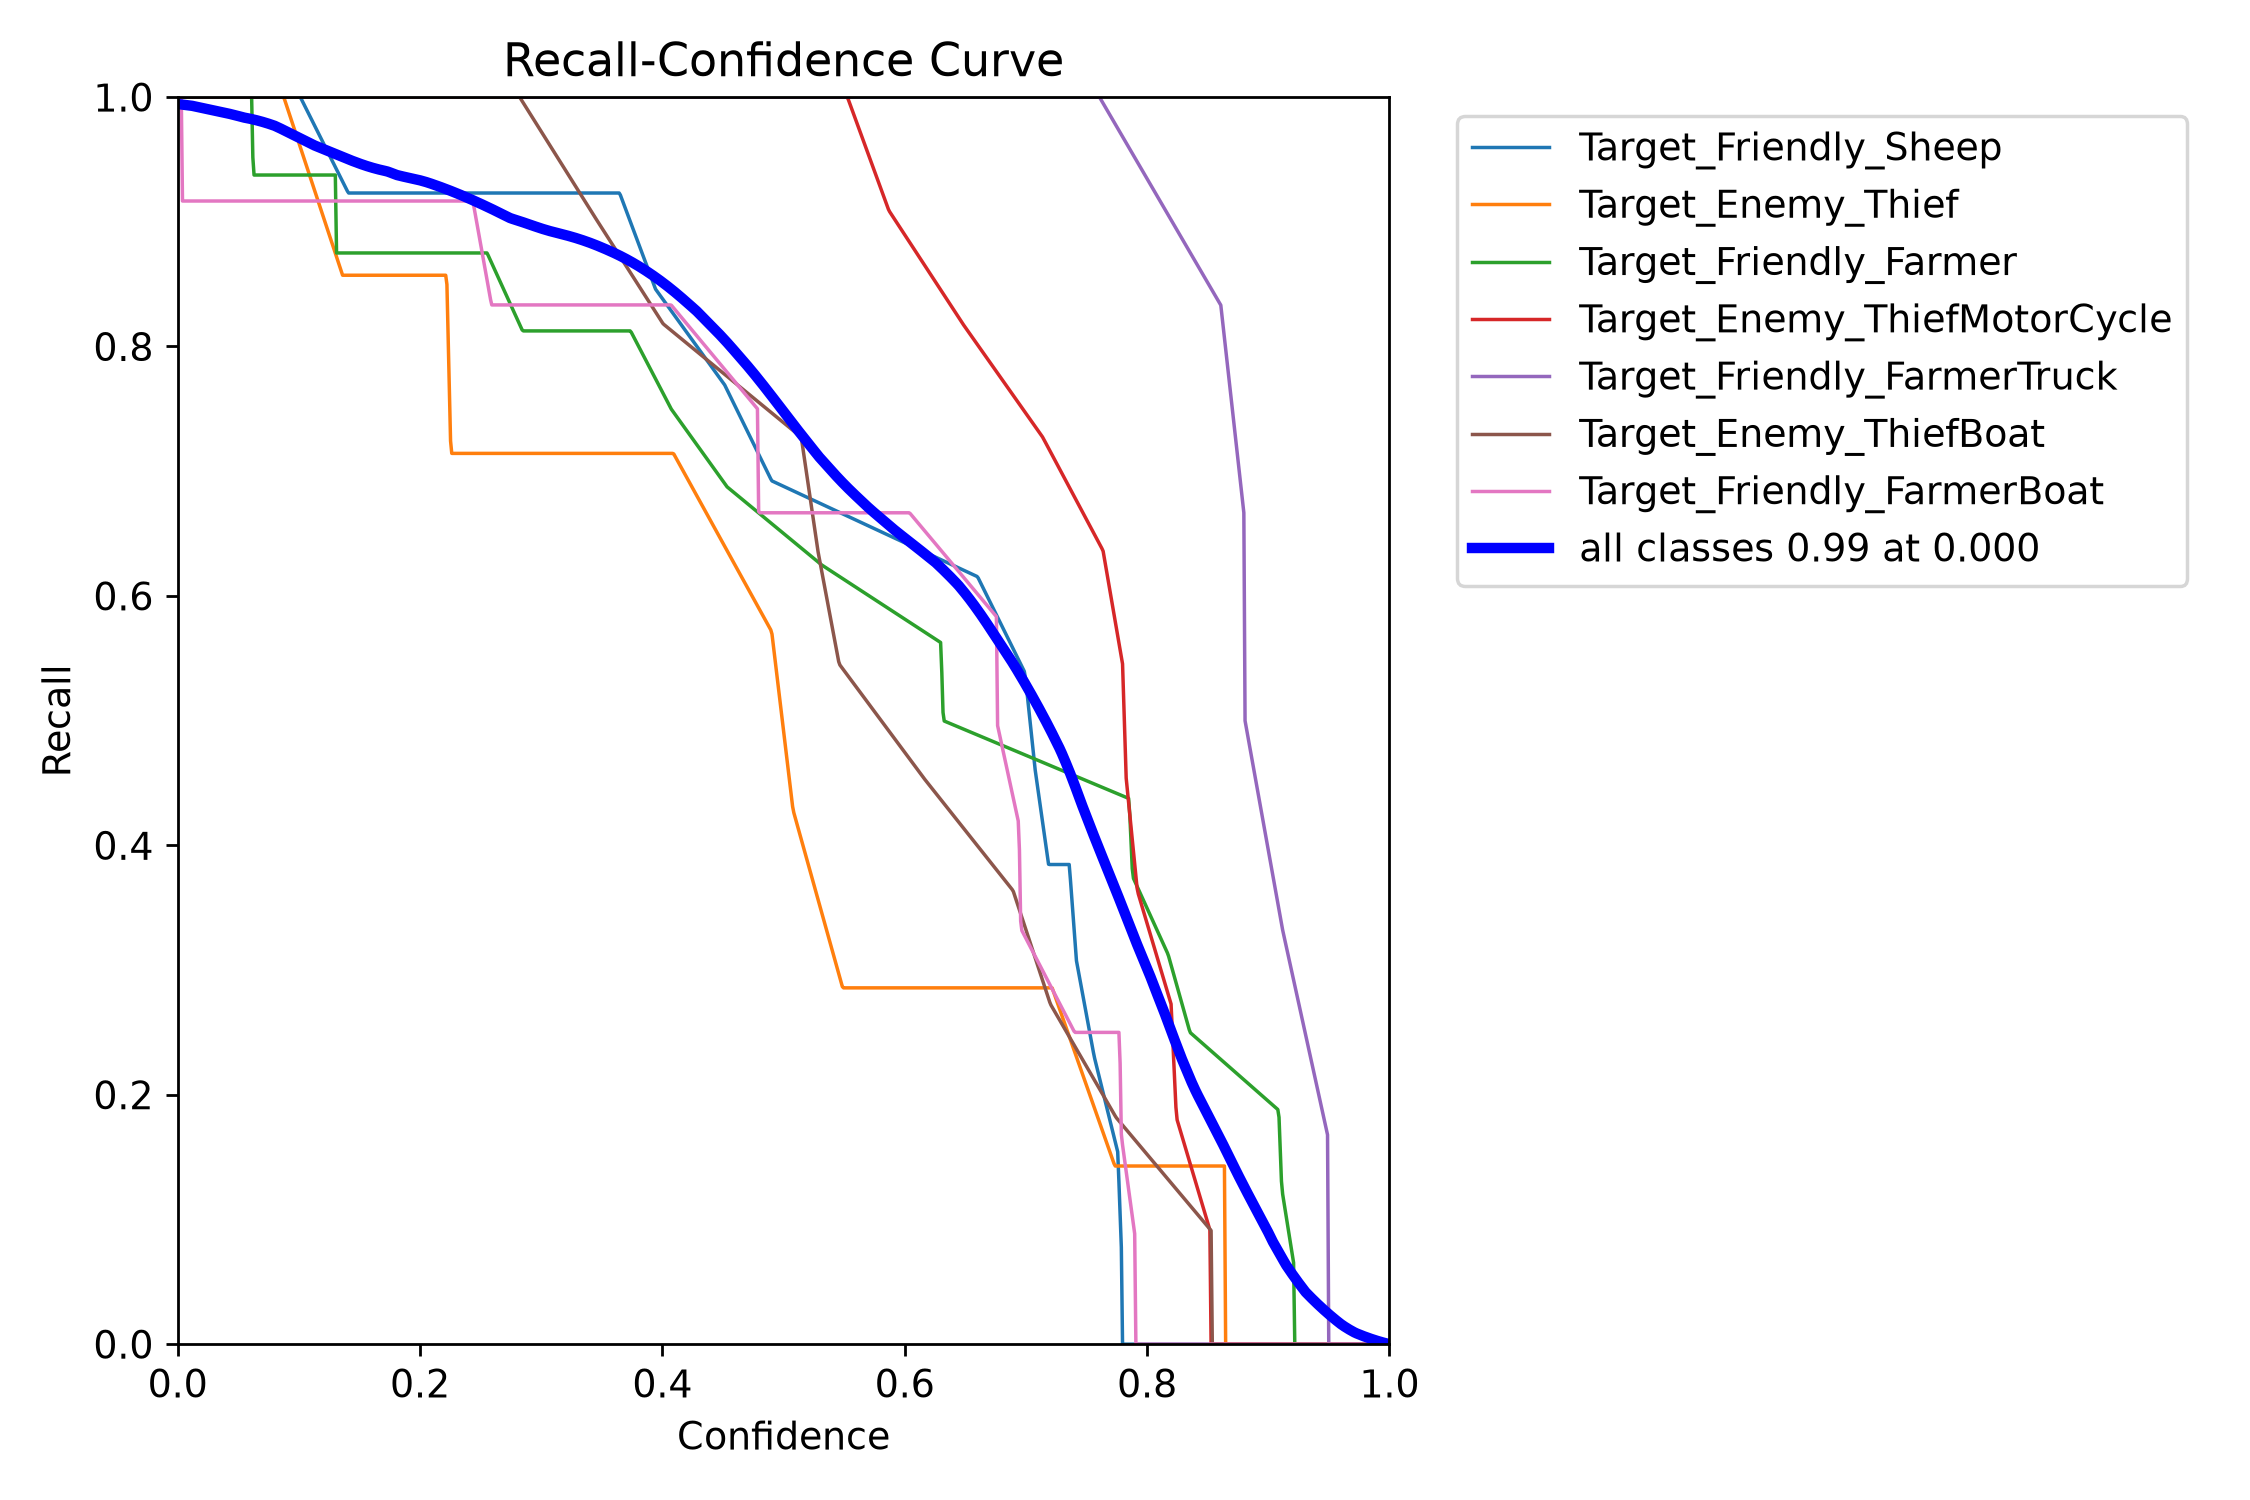 Recall-Confidence Curve
1.0
0.8
0.6
0.4
0.2
0.0
Recall
0.0 0.2 0.4 0.6 0.8 1.0
Confidence
Target_Friendly_Sheep
Target_Enemy_Thief
Target_Friendly_Farmer
Target_Enemy_ThiefMotorCycle
Target_Friendly_FarmerTruck
Target_Enemy_ThiefBoat
Target_Friendly_FarmerBoat
all classes 0.99 at 0.000